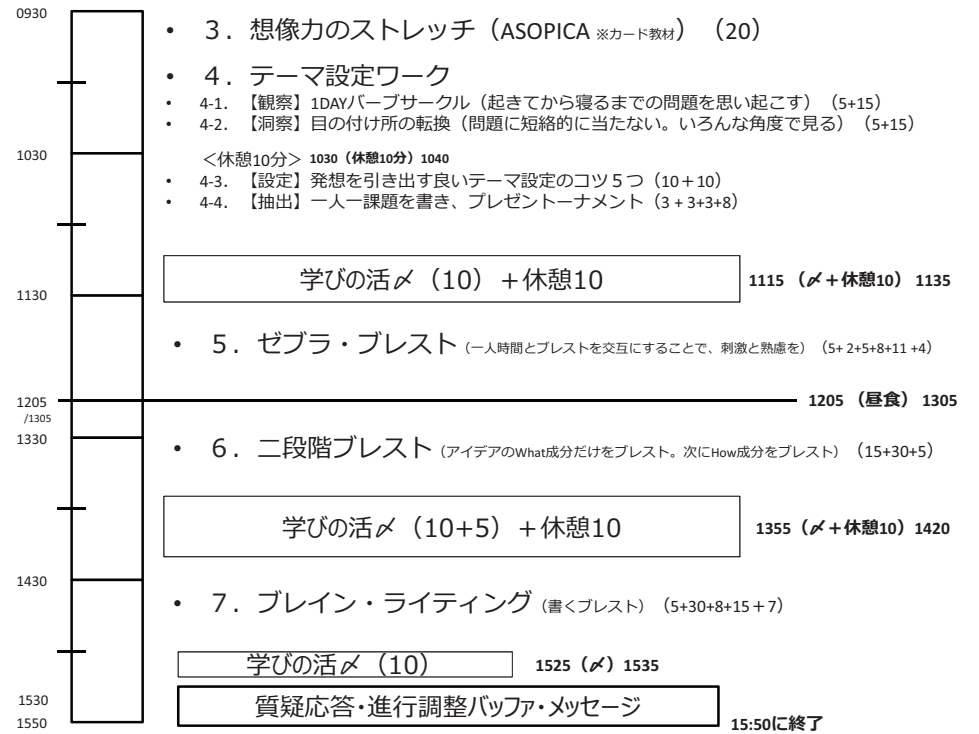 0930
• ３．想像力のストレッチ（ASOPICA ※カード教材）（20）
• ４．テーマ設定ワーク
• 4-1. 【観察】1DAYバーブサークル（起きてから寝るまでの問題を思い起こす）（5+15）
• 4-2. 【洞察】目の付け所の転換（問題に短絡的に当たない。いろんな角度で見る）（5+15）
1030
＜休憩10分＞ 1030（休憩10分）1040
• 4-3. 【設定】発想を引き出す良いテーマ設定のコツ５つ（10＋10）
• 4-4. 【抽出】一人一課題を書き、プレゼントーナメント（3 + 3+3+8）
学びの活〆（10）＋休憩10
1115 （〆＋休憩10） 1135
1130
• ５．ゼブラ・ブレスト（一人時間とブレストを交互にすることで、刺激と熟慮を）（5+ 2+5+8+11 +4）
1205
1205 （昼食） 1305
/1305
1330
• ６．二段階ブレスト（アイデアのWhat成分だけをブレスト。次にHow成分をブレスト）（15+30+5）
学びの活〆（10+5）＋休憩10
1355（〆＋休憩10）1420
1430
• ７．ブレイン・ライティング（書くブレスト）（5+30+8+15＋7）
学びの活〆（10）
1525（〆）1535
1530
質疑応答・進行調整バッファ・メッセージ
1550
15:50に終了